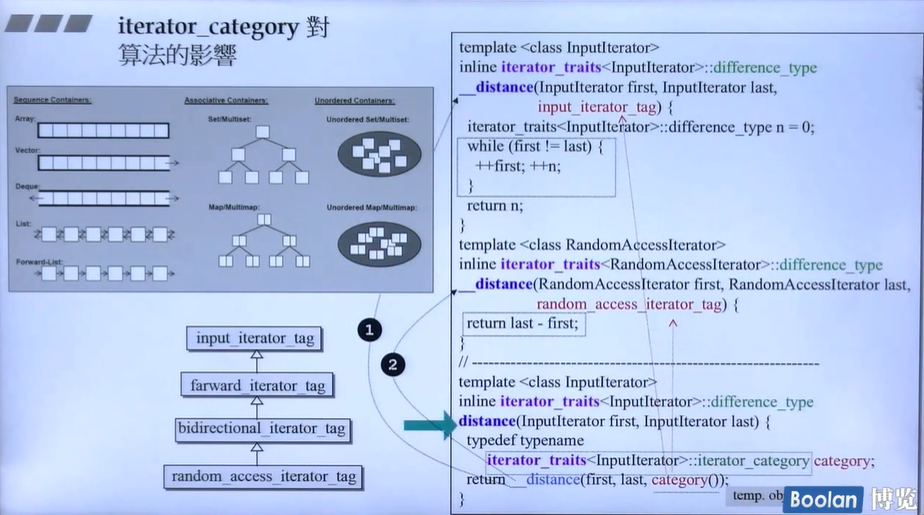 iterator_category 對
算法的影響
Sequence Containers:
Array:
Vector:
Deque:
List:
Forward-List:
Associative Containers:
Set/Multiset:
Map/Multimap:
Unordered Containers:
Unordered Set/Multiset:
Unordered Map/Multimap:
1
2
input_iterator_tag
farward_iterator_tag
bidirectional_iterator_tag
random_access_iterator_tag
template <class InputIterator>
inline iterator_traits<InputIterator>::difference_type
__distance(InputIterator first, InputIterator last,
input_iterator_tag) {
iterator_traits<InputIterator>::difference_type n = 0;
while (first != last) {
++first; ++n;
}
return n;
}
template <class RandomAccessIterator>
inline iterator_traits<RandomAccessIterator>::difference_type
__distance(RandomAccessIterator first, RandomAccessIterator last,
random_access_iterator_tag) {
return last - first;
}
// -----------------------------------------------------------------
template <class InputIterator>
inline iterator_traits<InputIterator>::difference_type
distance(InputIterator first, InputIterator last) {
typedef typename
iterator_traits<InputIterator>::iterator_category category;
return __distance(first, last, category());
}
temp.
Boolan 博览